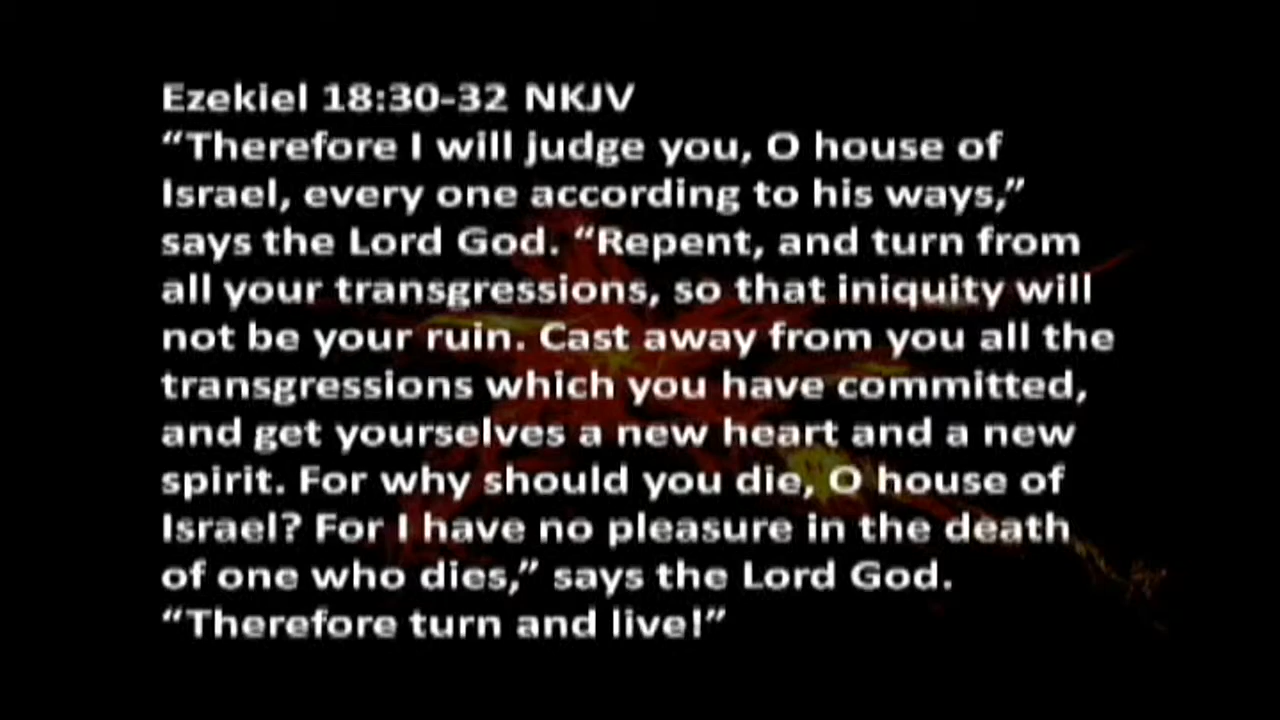 Ezekiel 18:30-32 NKJV
“Therefore I will judge you, O house of
Israel, every one according to his ways,”
says the Lord God. “Repent, and turn from
all your transgressions, so that iniquity will
not be your ruin. Cast away from you all the
transgressions which you have committed,
and get yourselves a new heart and a new
spirit. For why should you die, O house of
Israel? For I have no pleasure in the death
of one who dies,” says the Lord God.
“Therefore turn and live!”